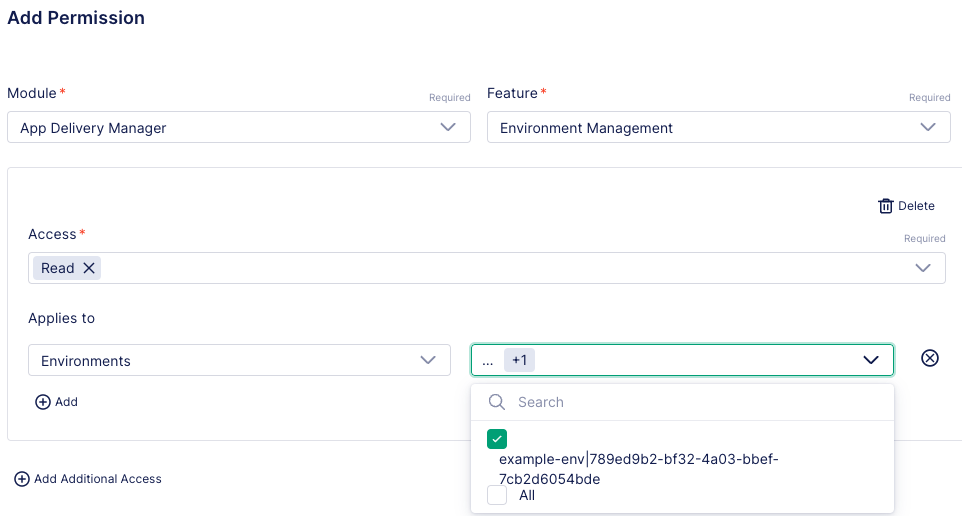 Add Permission
Module*
Required
Feature*
Required
App Delivery Manager
Environment Management
Delete
Access*
Required
Read
Applies to
Environments
... +1
Add
Search
example-env|789ed9b2-bf32-4a03-bbef-
7cb2d6054bde
All
Add Additional Access